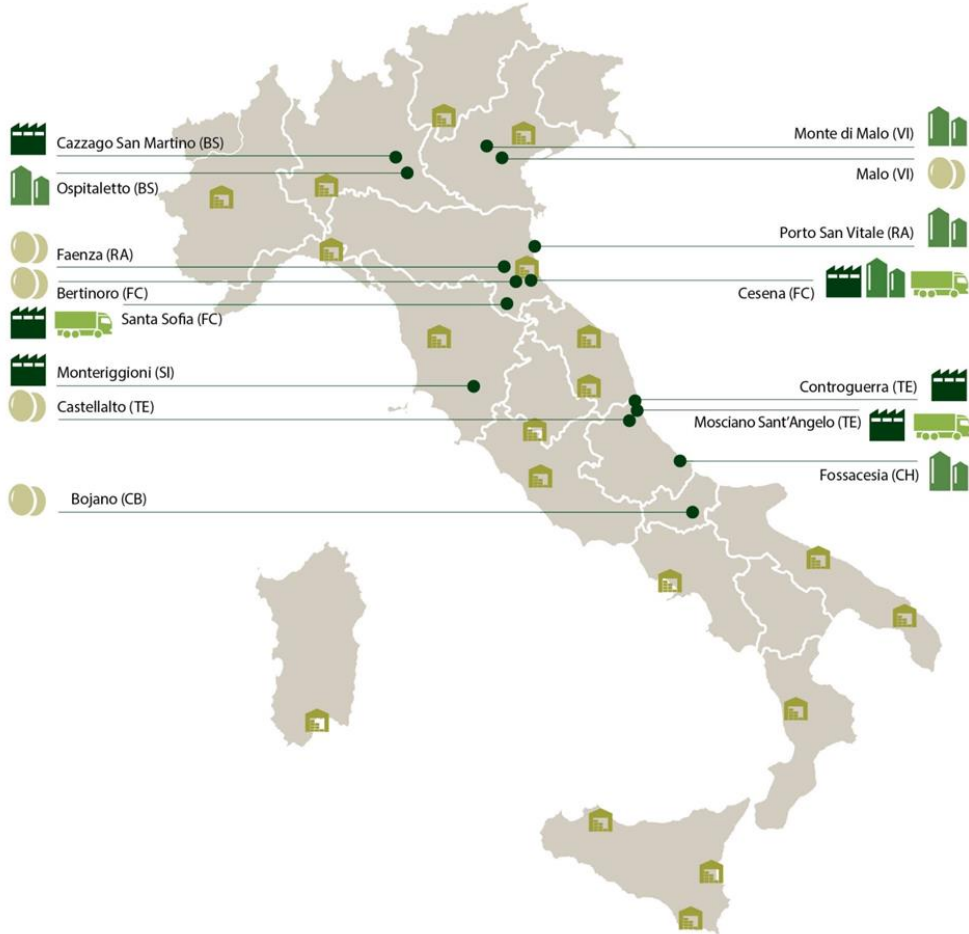 Cazzago San Martino (BS)
Ospitaletto (BS)
Faenza (RA)
Bertinoro (FC)
Santa Sofia (FC)
Monteriggioni (SI)
Castellalto (TE)
Bojano (CB)
Monte di Malo (VI)
Malo (VI)
Porto San Vitale (RA)
Cesena (FC)
Controguerra (TE)
Mosciano Sant'Angelo (TE)
Fossacesia (CH)